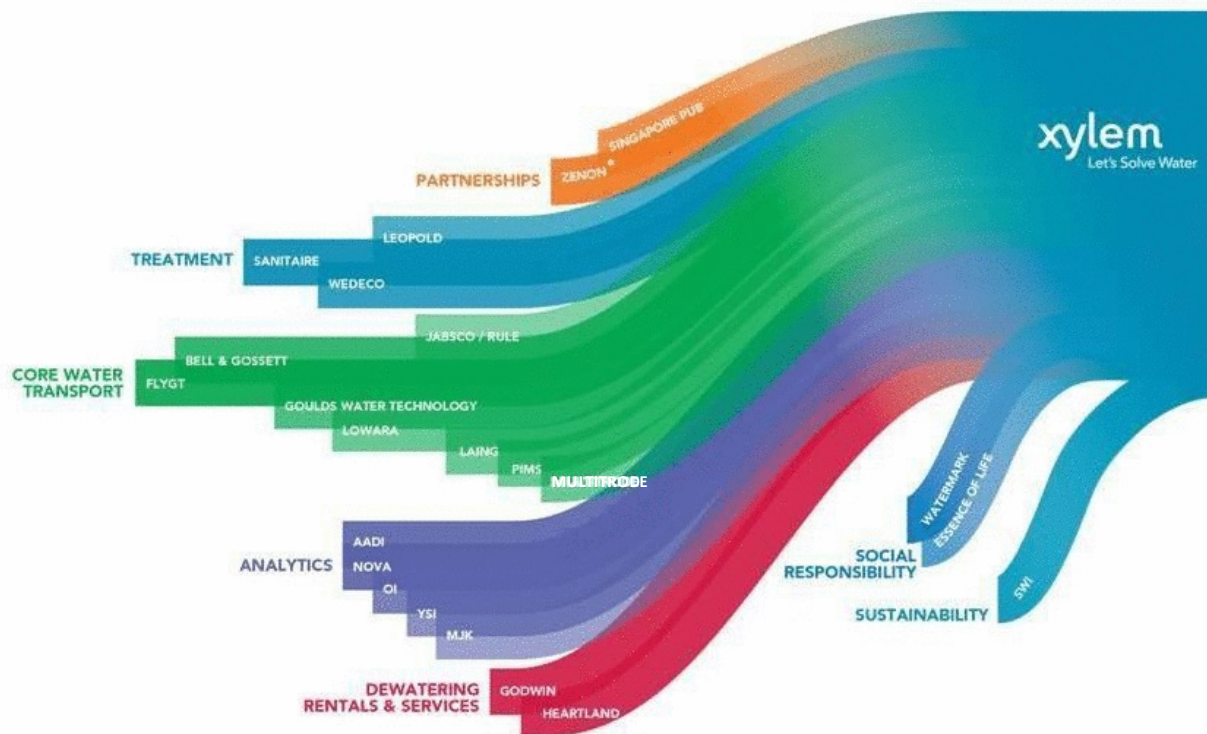 xylem
Let's Solve Water
SINGAPORE PUB
PARTNERSHIPS
ZENON®
LEOPOLD
TREATMENT
SANITAIRE
WEDECO
JABSCO / RULE
BELL & GOSSETT
CORE WATER
TRANSPORT
FLYGT
GOULDS WATER TECHNOLOGY
LOWARA
LAING
PIMS
MULTITRODE
AADI
ANALYTICS
NOVA
OI
YSI
MJK
DEWATERING
RENTALS & SERVICES
GODWIN
HEARTLAND
WATERMARK
ESSENCE OF LIFE
SOCIAL
RESPONSIBILITY
SWI
SUSTAINABILITY